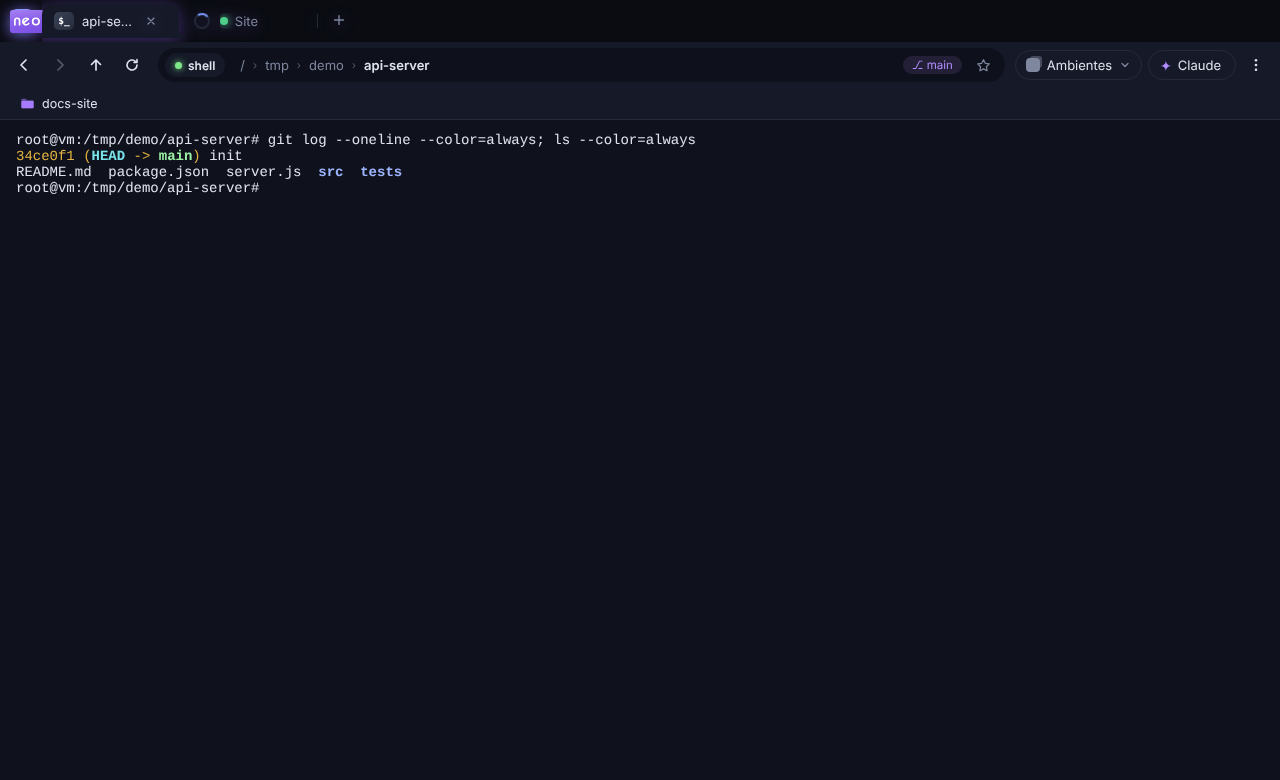 neo $_ api-se... Site
shell / › tmp › demo › api-server main Ambientes Claude
docs-site
root@vm:/tmp/demo/api-server# git log --oneline --color=always; ls --color=always
34ce0f1 (HEAD -> main) init
README.md  package.json  server.js  src  tests
root@vm:/tmp/demo/api-server#